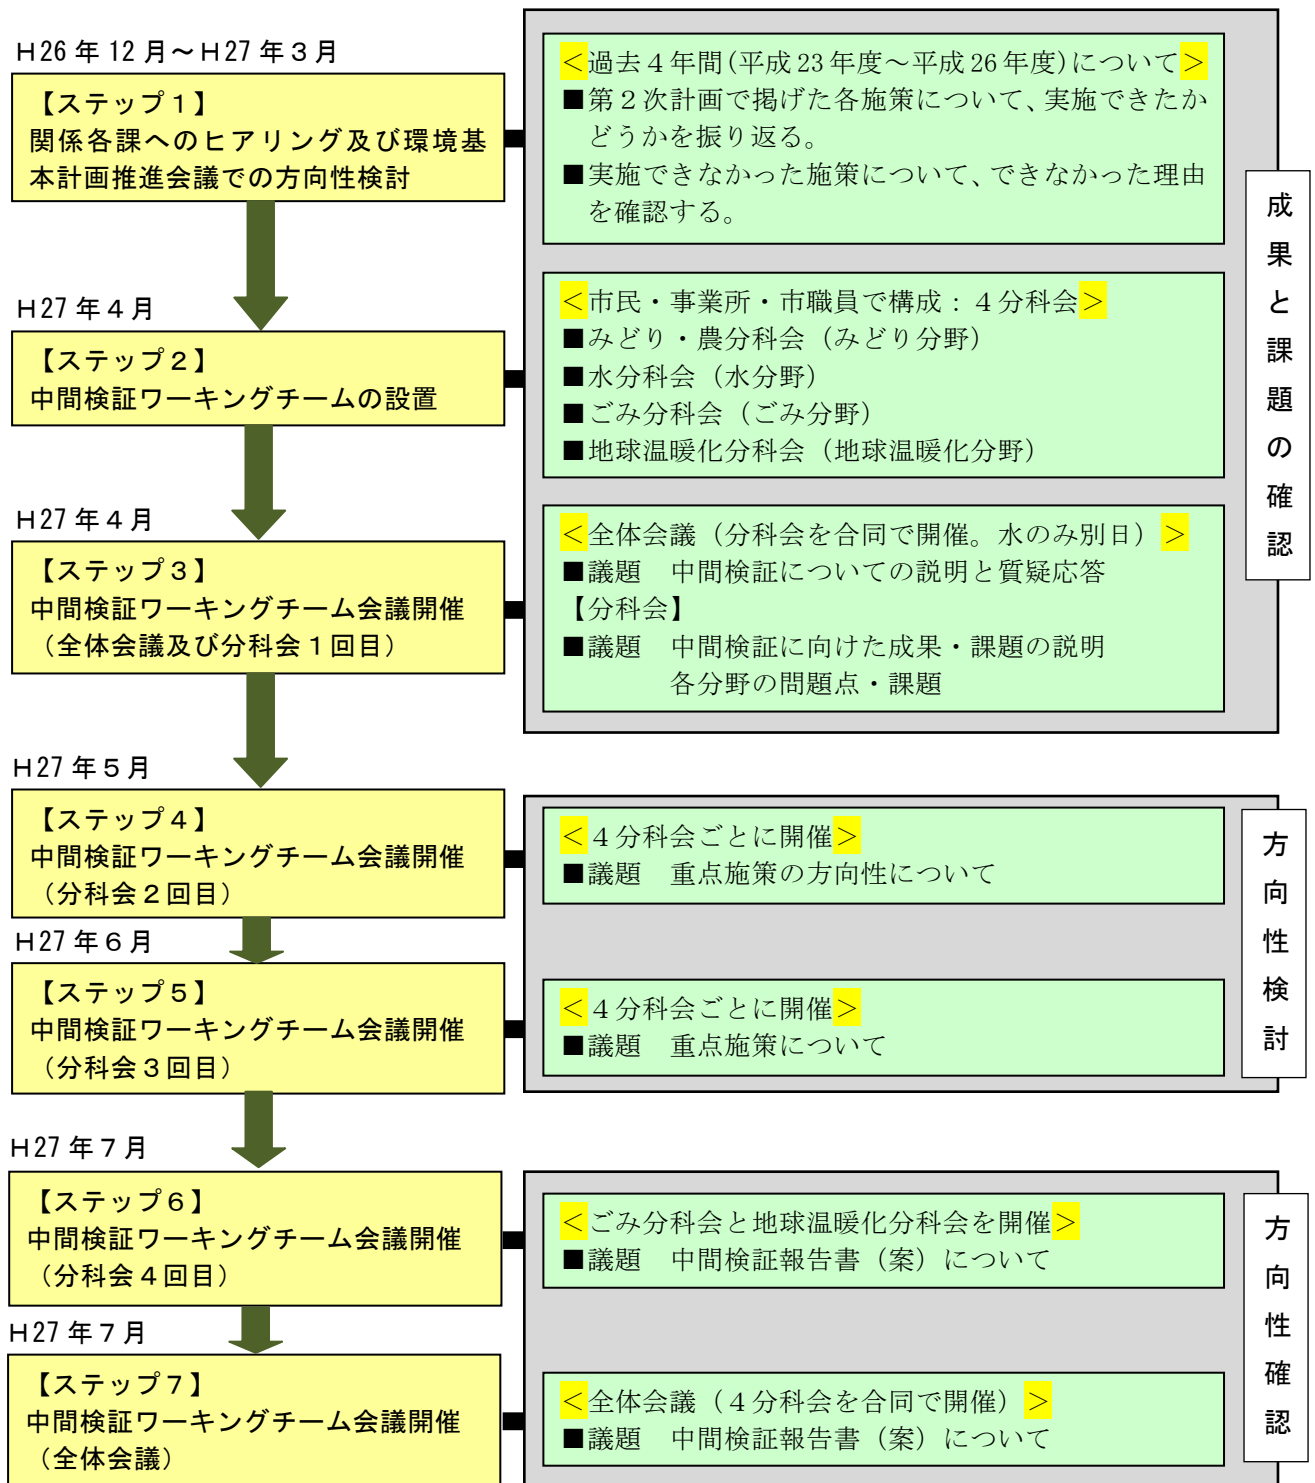 Ｈ26年12月～Ｈ27年３月
【ステップ１】
関係各課へのヒアリング及び環境基
本計画推進会議での方向性検討
＜過去４年間(平成23年度～平成26年度)について＞
■第２次計画で掲げた各施策について、実施できたか
どうかを振り返る。
■実施できなかった施策について、できなかった理由
を確認する。
Ｈ27年４月
【ステップ２】
中間検証ワーキングチームの設置
＜市民・事業所・市職員で構成：４分科会＞
■みどり・農分科会（みどり分野）
■水分科会（水分野）
■ごみ分科会（ごみ分野）
■地球温暖化分科会（地球温暖化分野）
Ｈ27年４月
【ステップ３】
中間検証ワーキングチーム会議開催
（全体会議及び分科会１回目）
＜全体会議（分科会を合同で開催。水のみ別日）＞
■議題　中間検証についての説明と質疑応答
【分科会】
■議題　中間検証に向けた成果・課題の説明
各分野の問題点・課題
成果と課題の確認
Ｈ27年５月
【ステップ４】
中間検証ワーキングチーム会議開催
（分科会２回目）
＜４分科会ごとに開催＞
■議題　重点施策の方向性について
Ｈ27年６月
【ステップ５】
中間検証ワーキングチーム会議開催
（分科会３回目）
＜４分科会ごとに開催＞
■議題　重点施策について
方向性検討
Ｈ27年７月
【ステップ６】
中間検証ワーキングチーム会議開催
（分科会４回目）
＜ごみ分科会と地球温暖化分科会を開催＞
■議題　中間検証報告書（案）について
Ｈ27年７月
【ステップ７】
中間検証ワーキングチーム会議開催
（全体会議）
＜全体会議（４分科会を合同で開催）＞
■議題　中間検証報告書（案）について
方向性確認